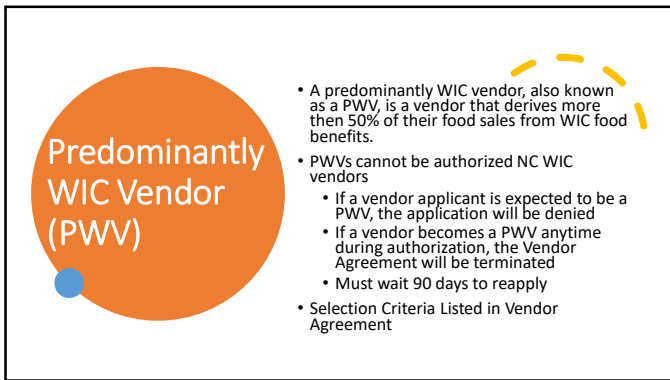 Predominantly
WIC Vendor
(PWV)
• A predominantly WIC vendor, also known
as a PWV, is a vendor that derives more
then 50% of their food sales from WIC food
benefits.
• PWVs cannot be authorized NC WIC
vendors
• If a vendor applicant is expected to be a
PWV, the application will be denied
• If a vendor becomes a PWV anytime
during authorization, the Vendor
Agreement will be terminated
• Must wait 90 days to reapply
• Selection Criteria Listed in Vendor
Agreement